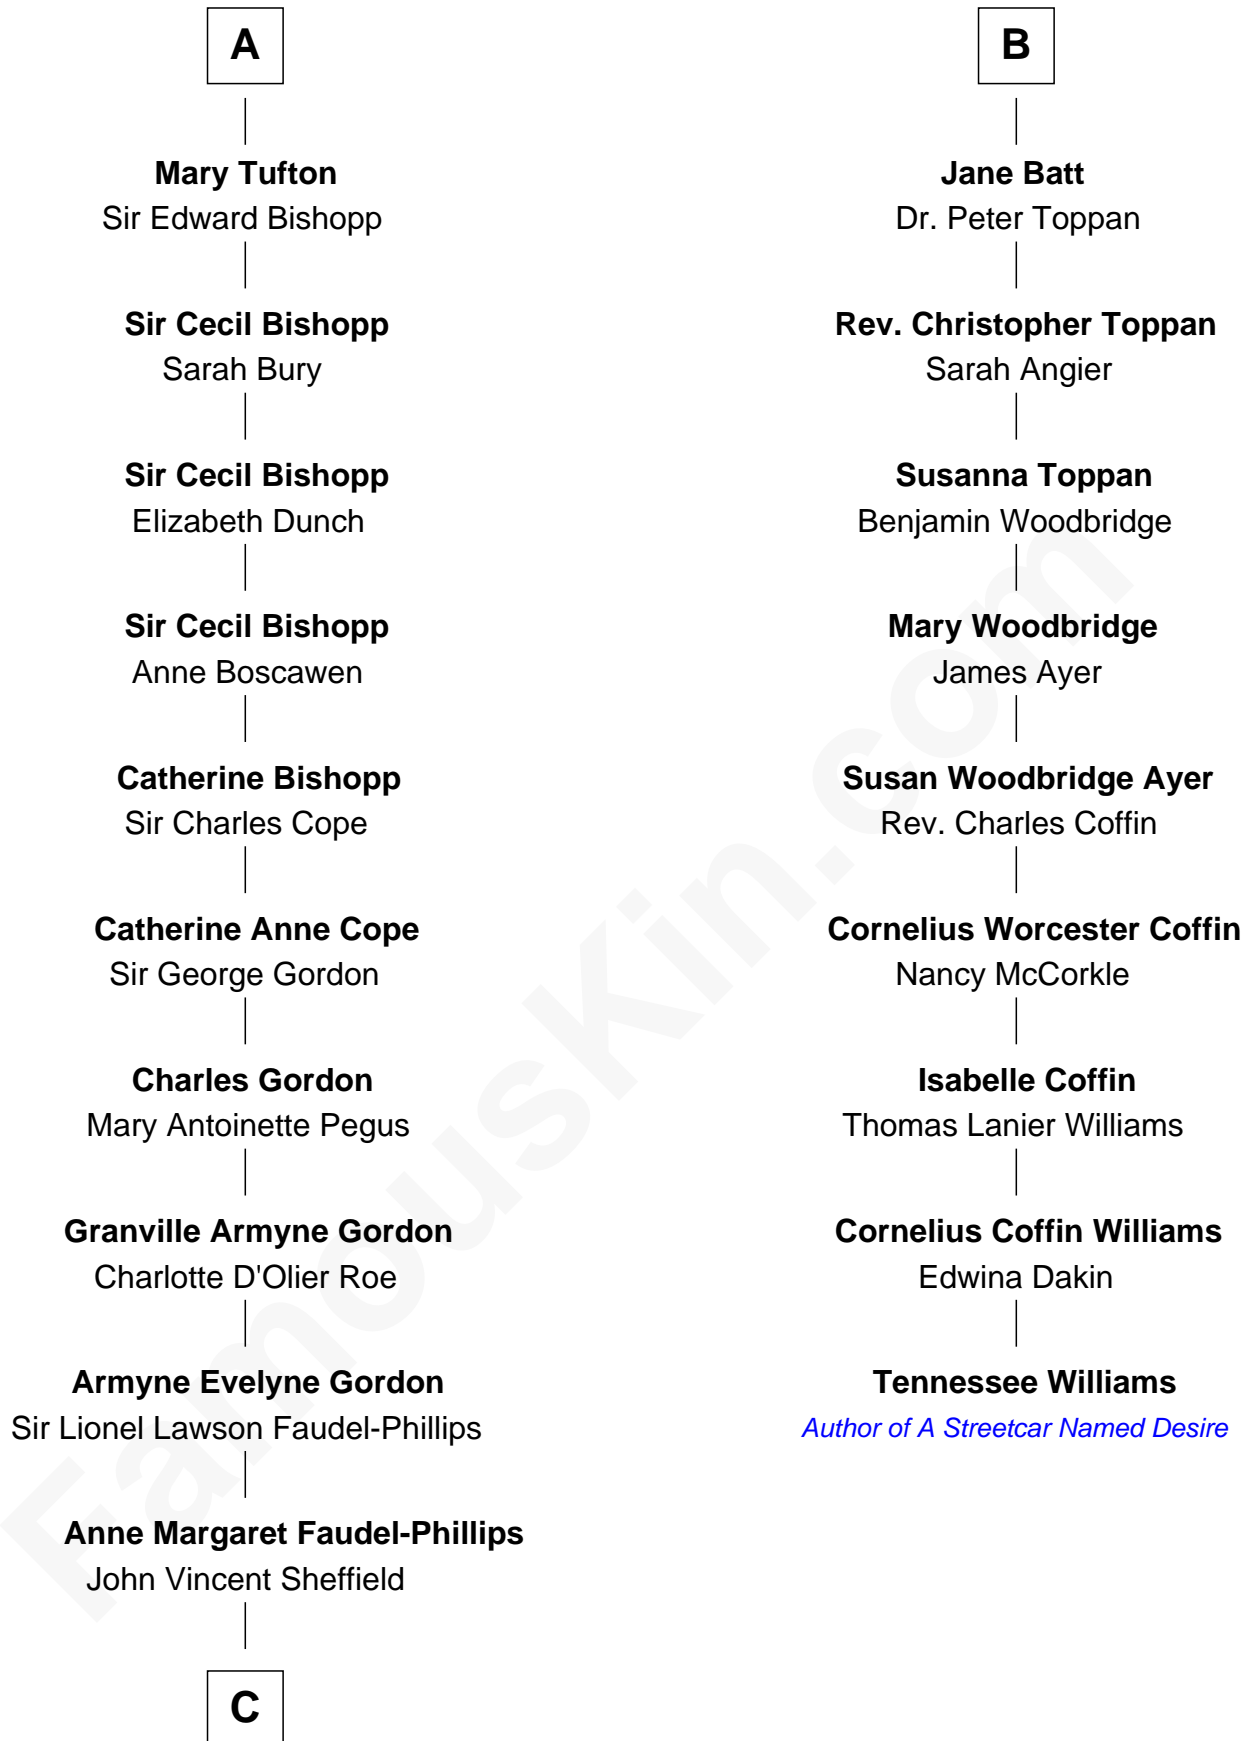 A
Mary Tufton
Sir Edward Bishopp
Sir Cecil Bishopp
Sarah Bury
Sir Cecil Bishopp
Elizabeth Dunch
Sir Cecil Bishopp
Anne Boscawen
Catherine Bishopp
Sir Charles Cope
Catherine Anne Cope
Sir George Gordon
Charles Gordon
Mary Antoinette Pegus
Granville Armyne Gordon
Charlotte D'Olier Roe
Armyne Evelyne Gordon
Sir Lionel Lawson Faudel-Phillips
Anne Margaret Faudel-Phillips
John Vincent Sheffield
C
B
Jane Batt
Dr. Peter Toppan
Rev. Christopher Toppan
Sarah Angier
Susanna Toppan
Benjamin Woodbridge
Mary Woodbridge
James Ayer
Susan Woodbridge Ayer
Rev. Charles Coffin
Cornelius Worcester Coffin
Nancy McCorkle
Isabelle Coffin
Thomas Lanier Williams
Cornelius Coffin Williams
Edwina Dakin
Tennessee Williams
Author of A Streetcar Named Desire
FamousKin.com